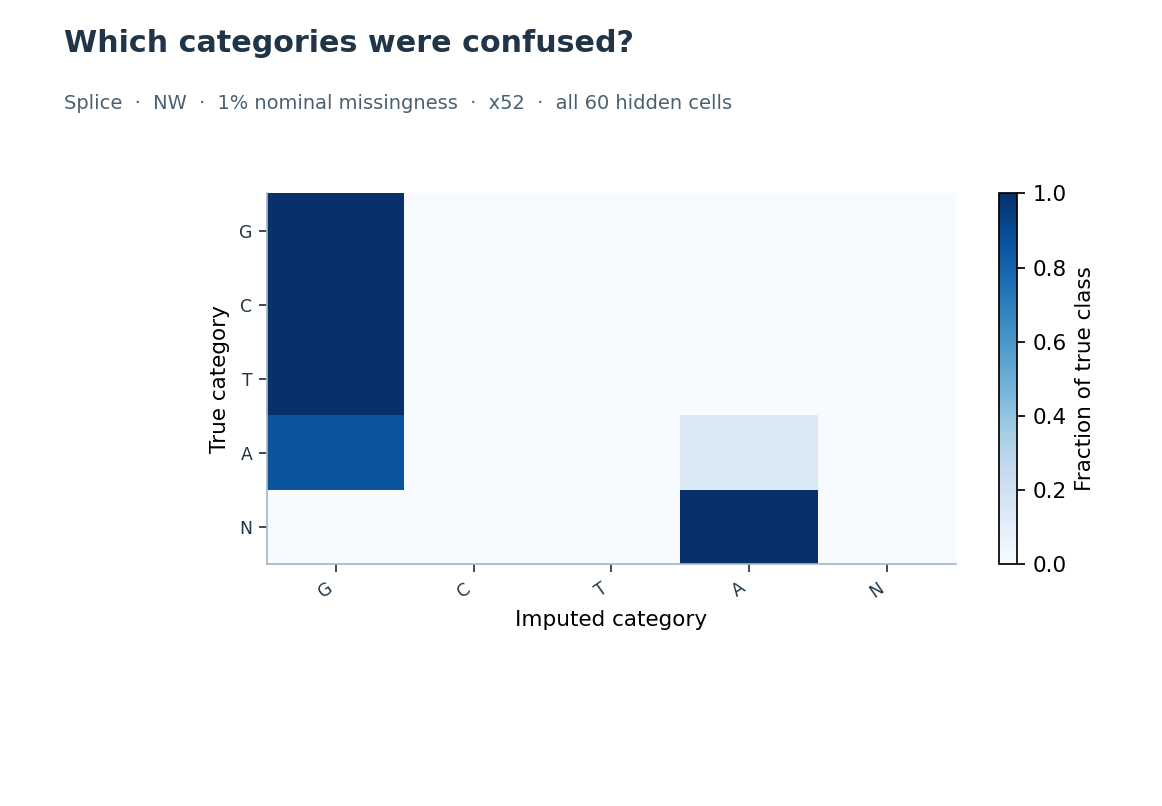 Which categories were confused?
Splice · NW · 1% nominal missingness · x52 · all 60 hidden cells
True category
G
C
T
A
N
G
C
T
A
N
Imputed category
1.0
0.8
0.6
0.4
0.2
0.0
Fraction of true class